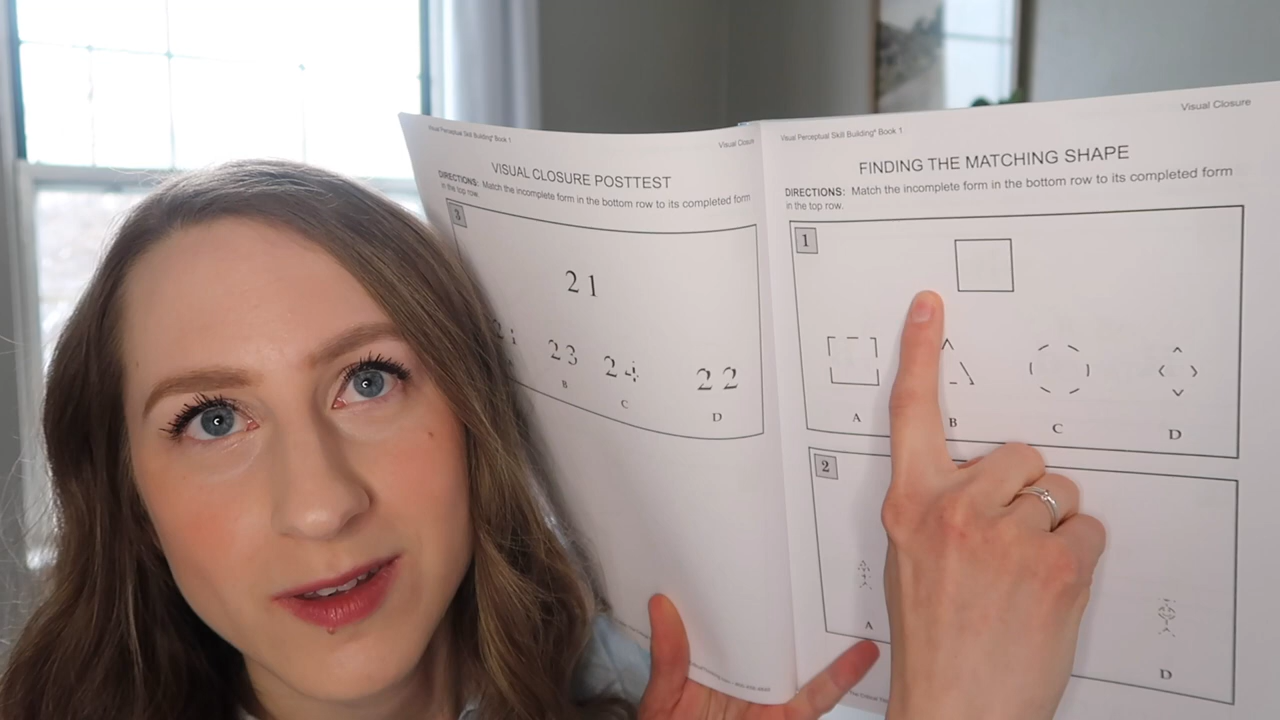 Visual Perceptual Skill Building® Book 1
VISUAL CLOSURE POSTTEST
DIRECTIONS: Match the incomplete form in the bottom row to its completed form
in the top row.
3
21
23 24 22
B C D
Visual Closure
Visual Perceptual Skill Building® Book 1
FINDING THE MATCHING SHAPE
DIRECTIONS: Match the incomplete form in the bottom row to its completed form
in the top row.
1
A B C D
2
A D